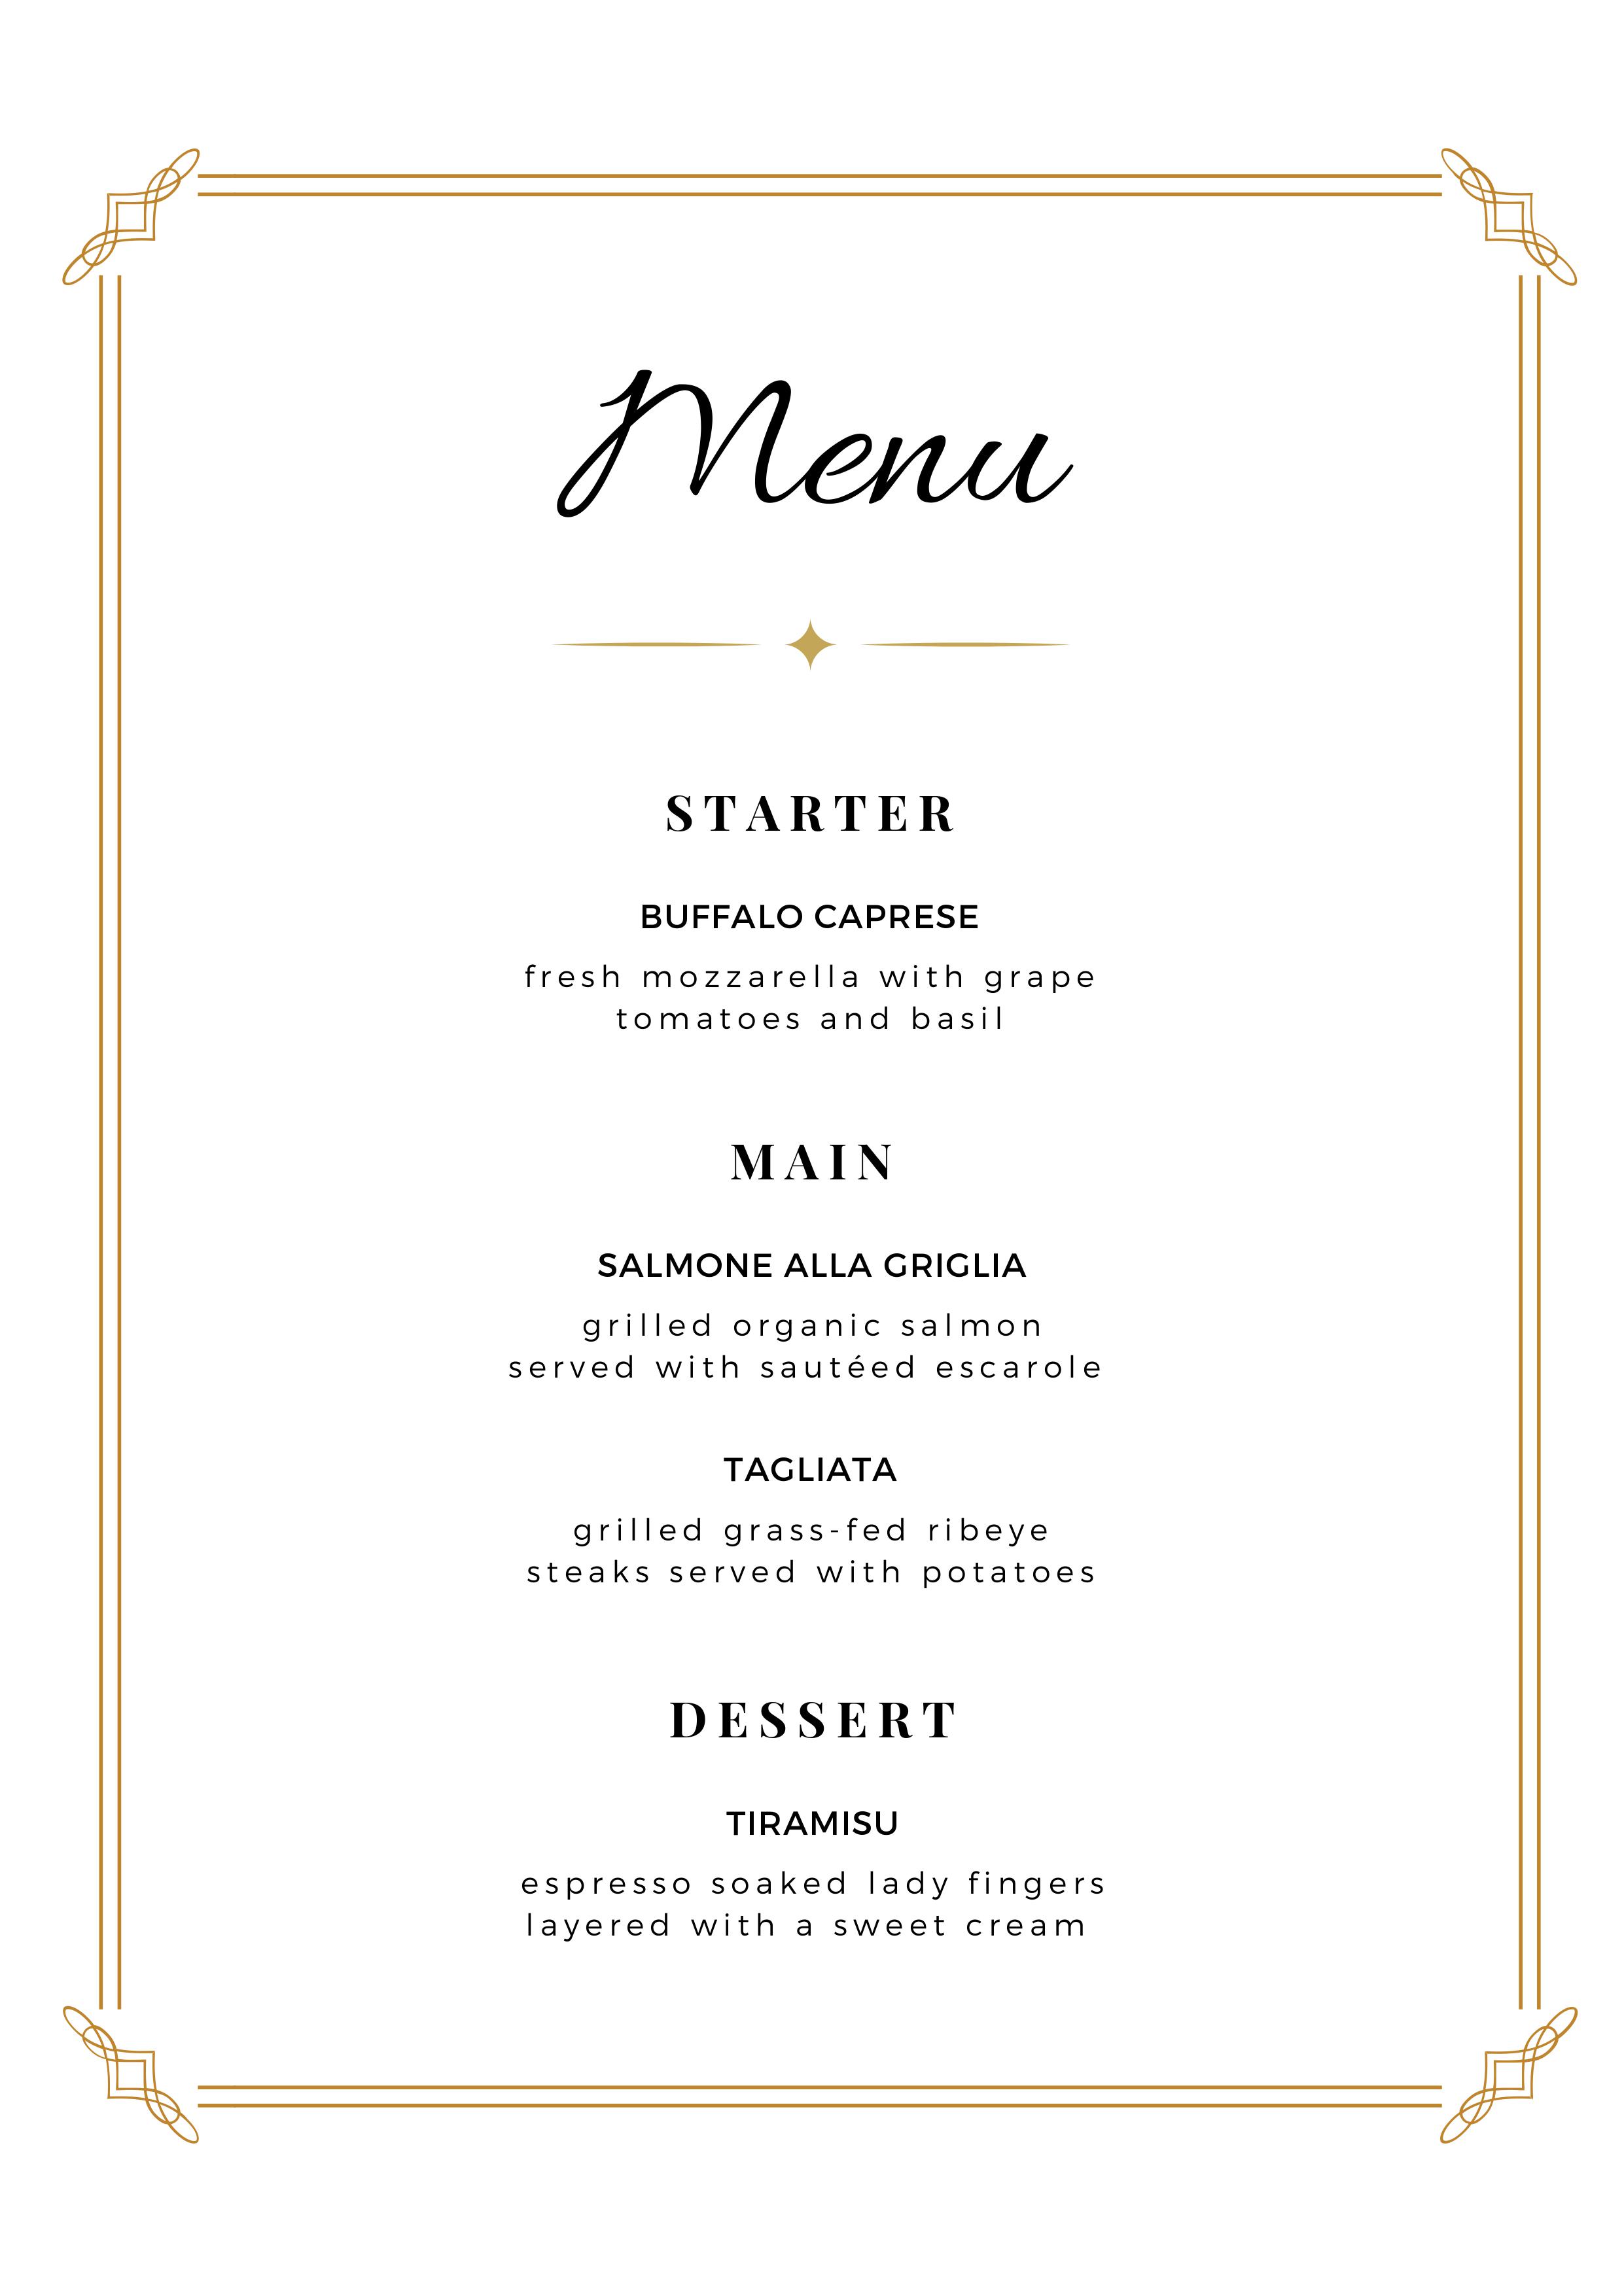 Menu
STARTER
BUFFALO CAPRESE
fresh mozzarella with grape
tomatoes and basil
MAIN
SALMONE ALLA GRIGLIA
grilled organic salmon
served with sautéed escarole
TAGLIATA
grilled grass-fed ribeye
steaks served with potatoes
DESSERT
TIRAMISU
espresso soaked lady fingers
layered with a sweet cream